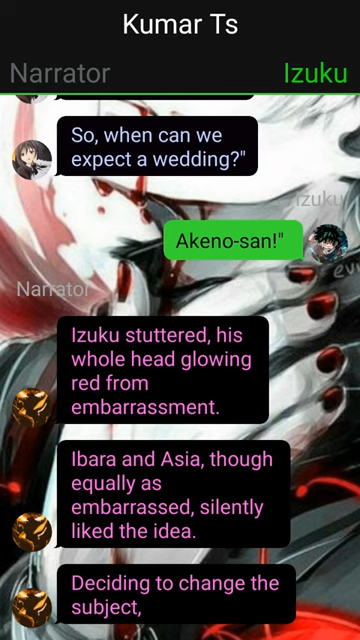 Kumar Ts
Narrator
Izuku
So, when can we
expect a wedding?"
Izuku
Akeno-san!"
Narrator
Izuku stuttered, his
whole head glowing
red from
embarrassment.
Ibara and Asia, though
equally as
embarrassed, silently
liked the idea.
Deciding to change the
subject,